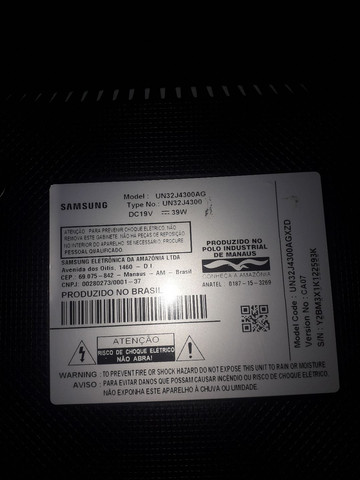 SAMSUNG
Model : UN32J4300AG
Type No : UN32J4300
DC19V ⎓ 39W
ATENÇÃO : PARA PREVENIR CHOQUE ELÉTRICO, NÃO
REMOVA ESTE GABINETE. NÃO HÁ PEÇAS DE REPOSIÇÃO
NO INTERIOR DO APARELHO. SE NECESSÁRIO, PROCURE
PESSOAL QUALIFICADO.
SAMSUNG ELETRÔNICA DA AMAZÔNIA LTDA
Avenida dos Oitis, 1460 - D.I.
CEP 69.075-842 - Manaus - AM - Brasil
CNPJ: 00280273/0001-37
PRODUZIDO NO BRASIL
PRODUZIDO NO
POLO INDUSTRIAL
DE MANAUS
CONHEÇA A AMAZÔNIA
ANATEL : 0197-15-3269
ATENÇÃO
RISCO DE CHOQUE ELÉTRICO
NÃO ABRA!
WARNING : TO PREVENT FIRE OR SHOCK HAZARD DO NOT EXPOSE THIS UNIT TO RAIN OR MOISTURE
AVISO : PARA EVITAR DANOS QUE POSSAM CAUSAR INCÊNDIO OU RISCO DE CHOQUE ELÉTRICO
NÃO EXPONHA ESTE APARELHO À CHUVA OU UMIDADE.
Model Code : UN32J4300AGXZD
Version No : CA07
S/N : YZBM3X1K122593K